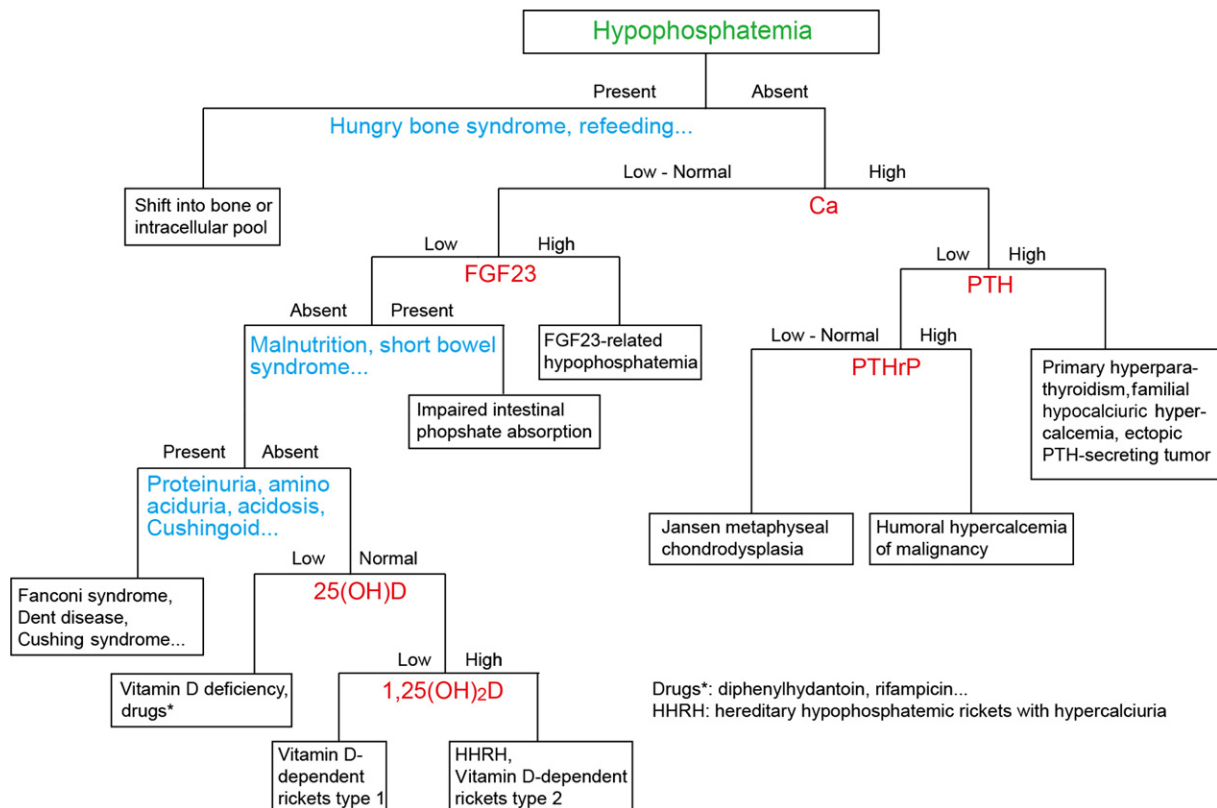 Hypophosphatemia
Present
Absent
Hungry bone syndrome, refeeding...
Low - Normal
High
Shift into bone or
intracellular pool
Ca
Low
High
FGF23
Low
High
PTH
Absent
Present
Malnutrition, short bowel
syndrome...
FGF23-related
hypophosphatemia
Low - Normal
High
PTHrP
Primary hyperpara-
thyroidism, familial
hypocalciuric hyper-
calcemia, ectopic
PTH-secreting tumor
Impaired intestinal
phopshate absorption
Present
Absent
Proteinuria, amino
aciduria, acidosis,
Cushingoid...
Jansen metaphyseal
chondrodysplasia
Humoral hypercalcemia
of malignancy
Low
Normal
25(OH)D
Fanconi syndrome,
Dent disease,
Cushing syndrome...
Low
High
1,25(OH)₂D
Vitamin D deficiency,
drugs*
Drugs*: diphenylhydantoin, rifampicin...
HHRH: hereditary hypophosphatemic rickets with hypercalciuria
Vitamin D-
dependent
rickets type 1
HHRH,
Vitamin D-dependent
rickets type 2